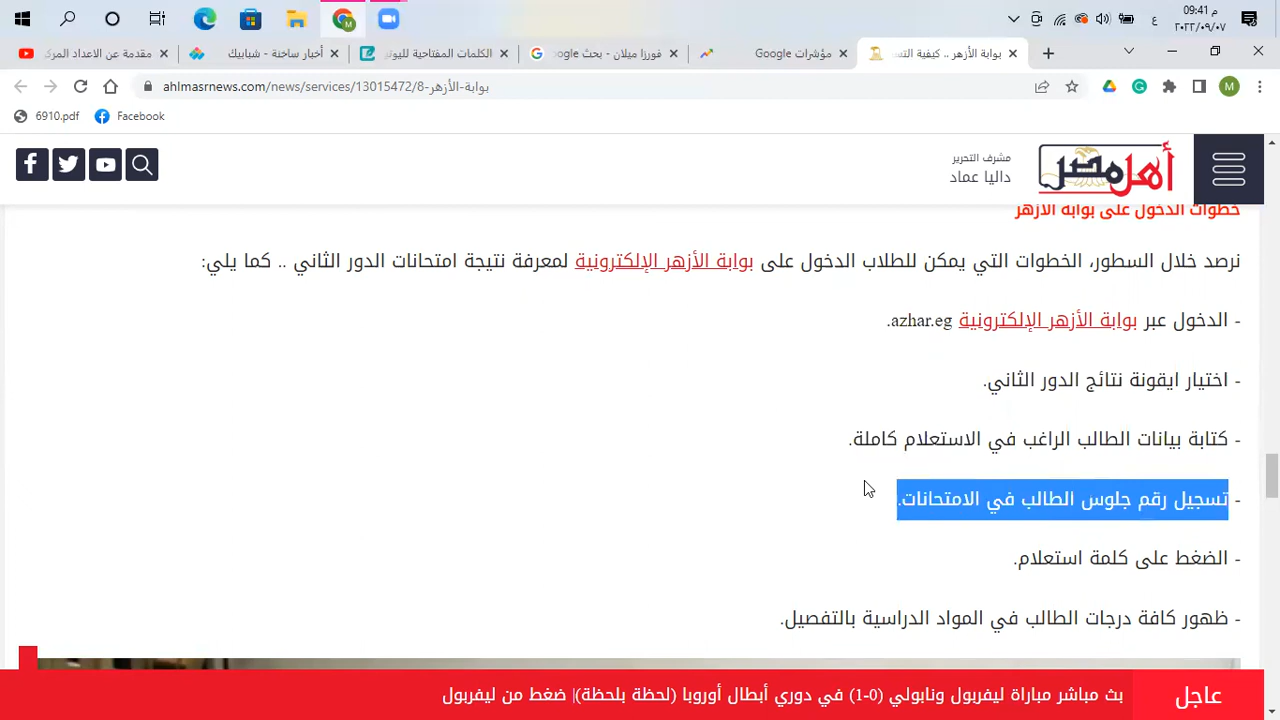 09:41 م
٢٠٢٢/٠٩/٠٧
ع
مقدمة عن الاعداد المركـ
أخبار ساخنة - شبابيك
الكلمات المفتاحية لليوتيو
فورزا ميلان - بحث Google
مؤشرات Google
بوابة الأزهر .. كيفية التسـ
ahlmasrnews.com/news/services/13015472/8-بوابة-الأزهر
M
6910.pdf
Facebook
مشرف التحرير
داليا عماد
أهل مصر
خطوات الدخول على بوابة الأزهر
نرصد خلال السطور، الخطوات التي يمكن للطلاب الدخول على بوابة الأزهر الإلكترونية لمعرفة نتيجة امتحانات الدور الثاني .. كما يلي:
- الدخول عبر بوابة الأزهر الإلكترونية azhar.eg.
- اختيار ايقونة نتائج الدور الثاني.
- كتابة بيانات الطالب الراغب في الاستعلام كاملة.
- تسجيل رقم جلوس الطالب في الامتحانات.
- الضغط على كلمة استعلام.
- ظهور كافة درجات الطالب في المواد الدراسية بالتفصيل.
عاجل
بث مباشر مباراة ليفربول ونابولي (0-1) في دوري أبطال أوروبا (لحظة بلحظة)| ضغط من ليفربول